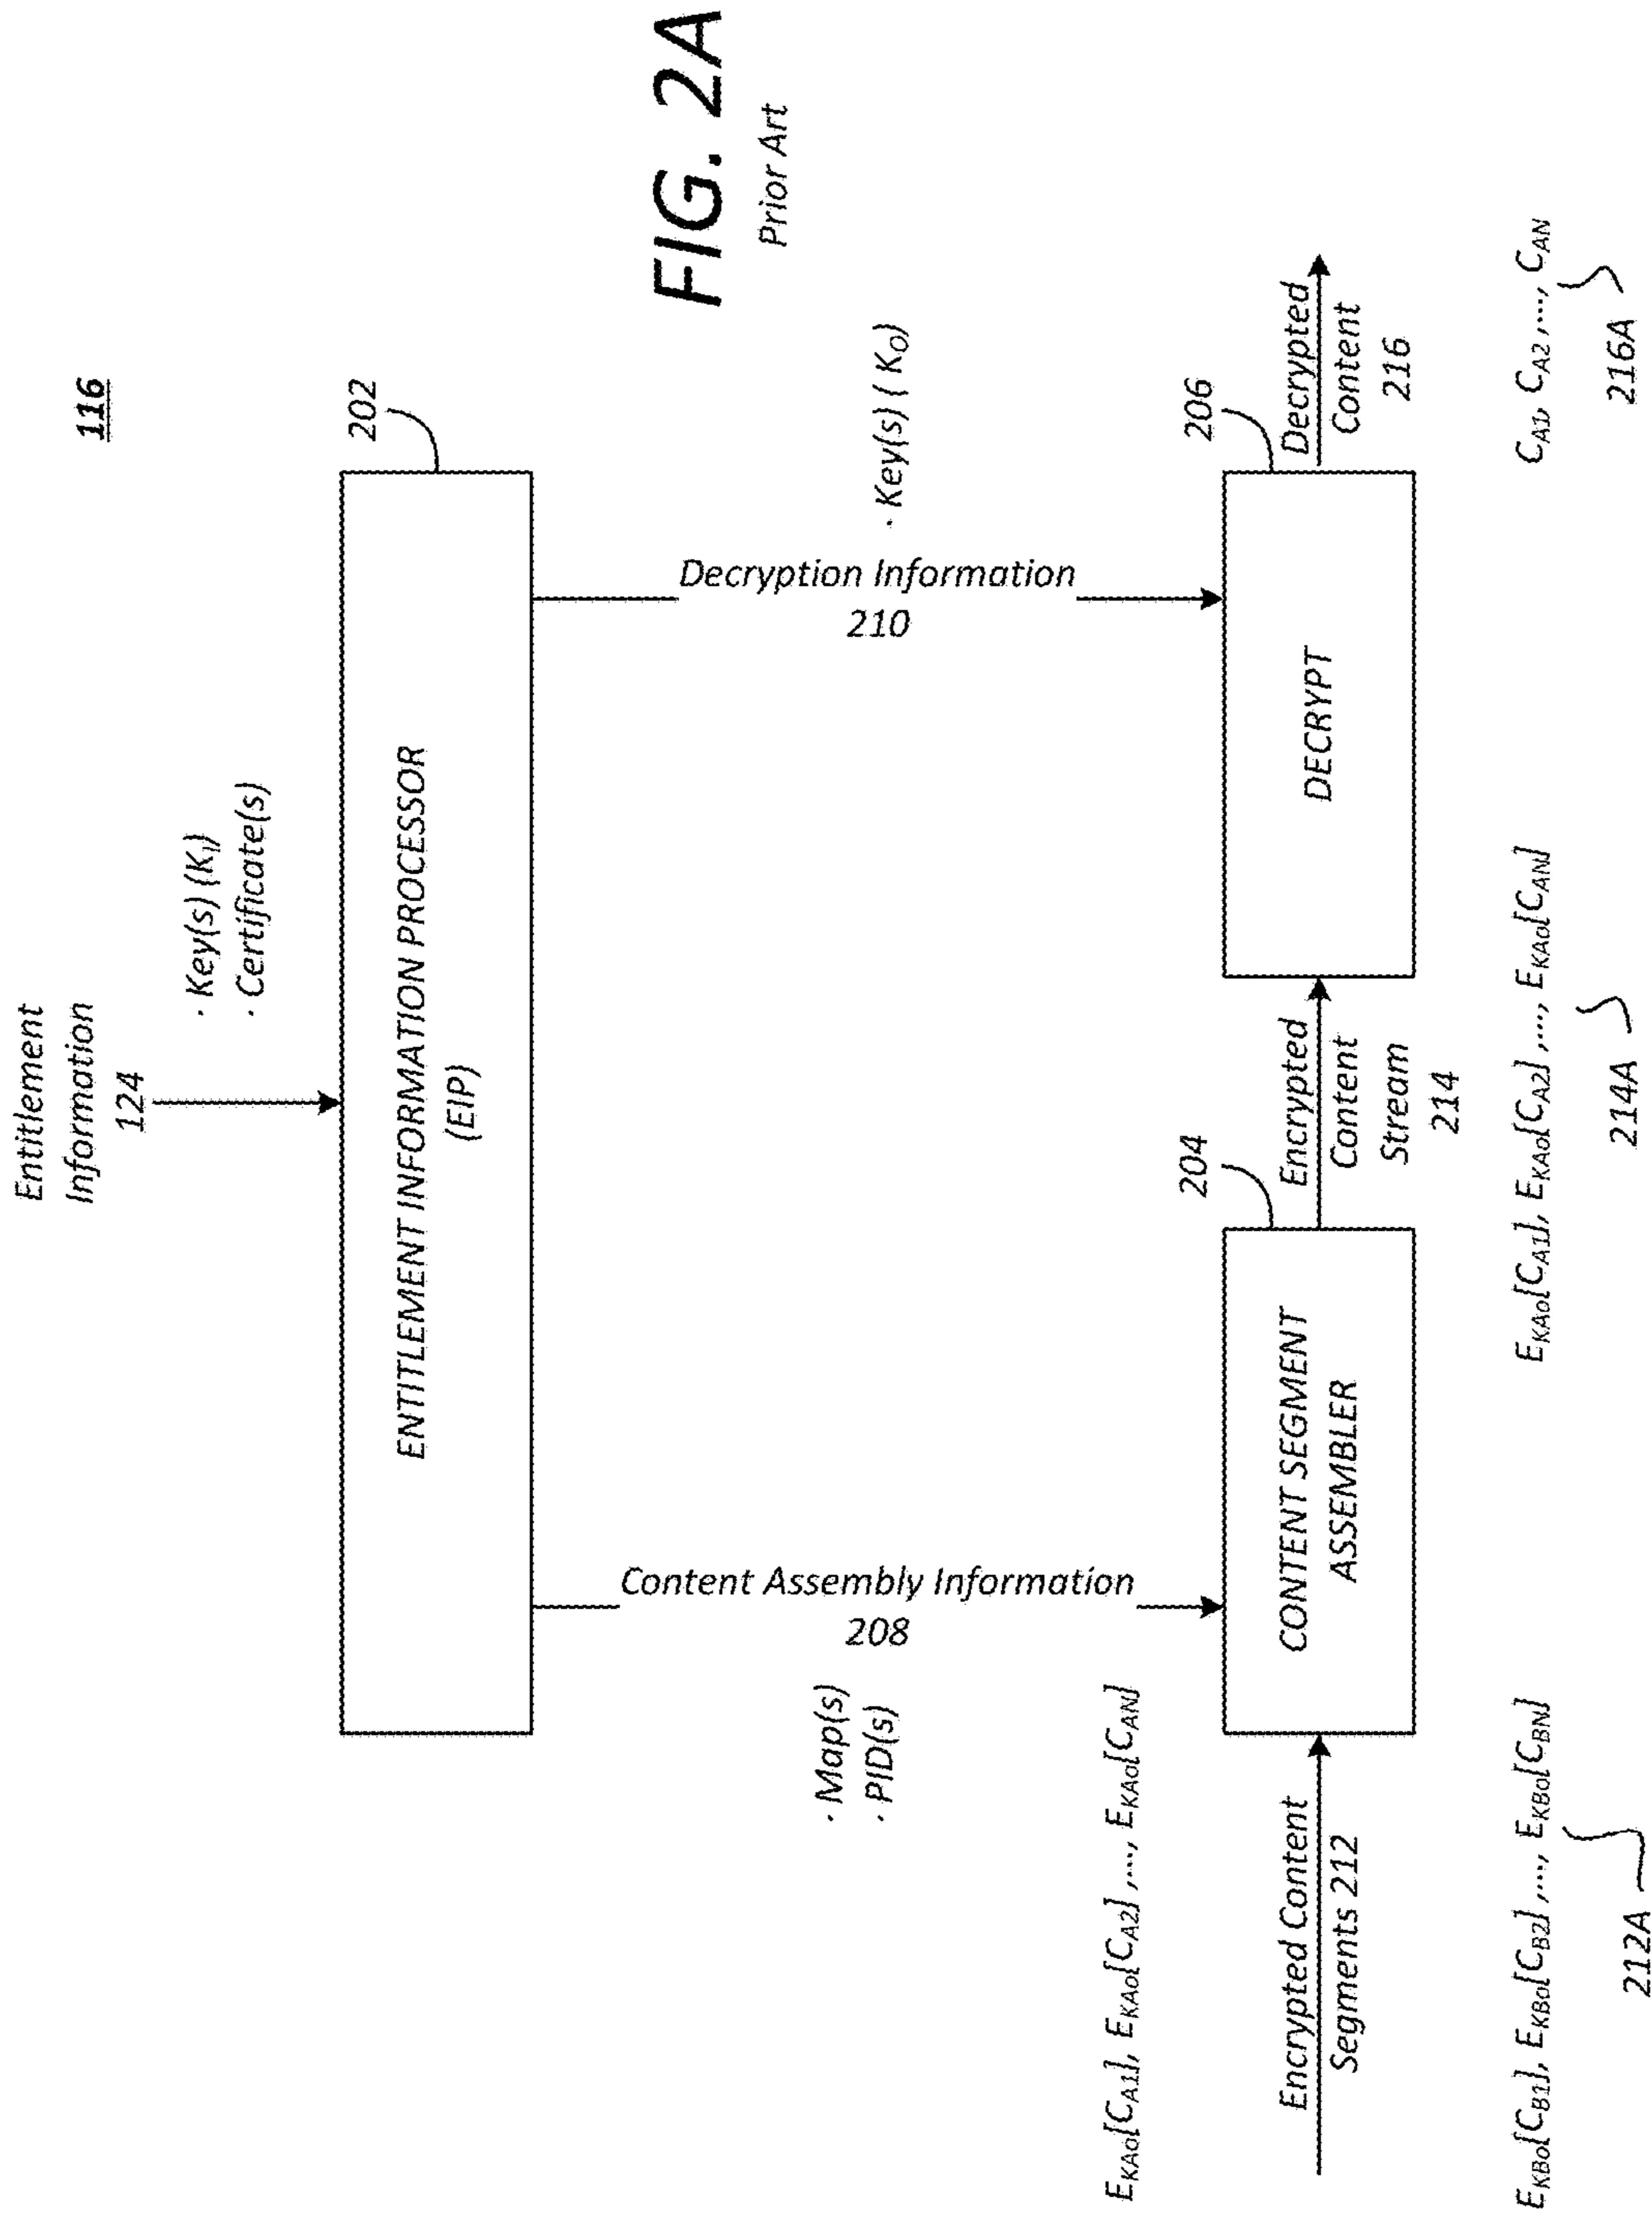 116
Entitlement
Information
124
· Key(s) (K_I)
· Certificate(s)
202
ENTITLEMENT INFORMATION PROCESSOR
(EIP)
Content Assembly Information
208
· Map(s)
· PID(s)
Decryption Information
210
· Key(s) ( K_O)
E_KAo[C_A1], E_KAo[C_A2] ,..., E_KAo[C_AN]
Encrypted Content
Segments 212
E_KBo[C_B1], E_KBo[C_B2] ,..., E_KBo[C_BN]
212A
204
CONTENT SEGMENT
ASSEMBLER
Encrypted
Content
Stream
214
E_KAo[C_A1], E_KAo[C_A2] ,..., E_KAo[C_AN]
214A
206
DECRYPT
Decrypted
Content
216
C_A1, C_A2 ,..., C_AN
216A
FIG. 2A
Prior Art